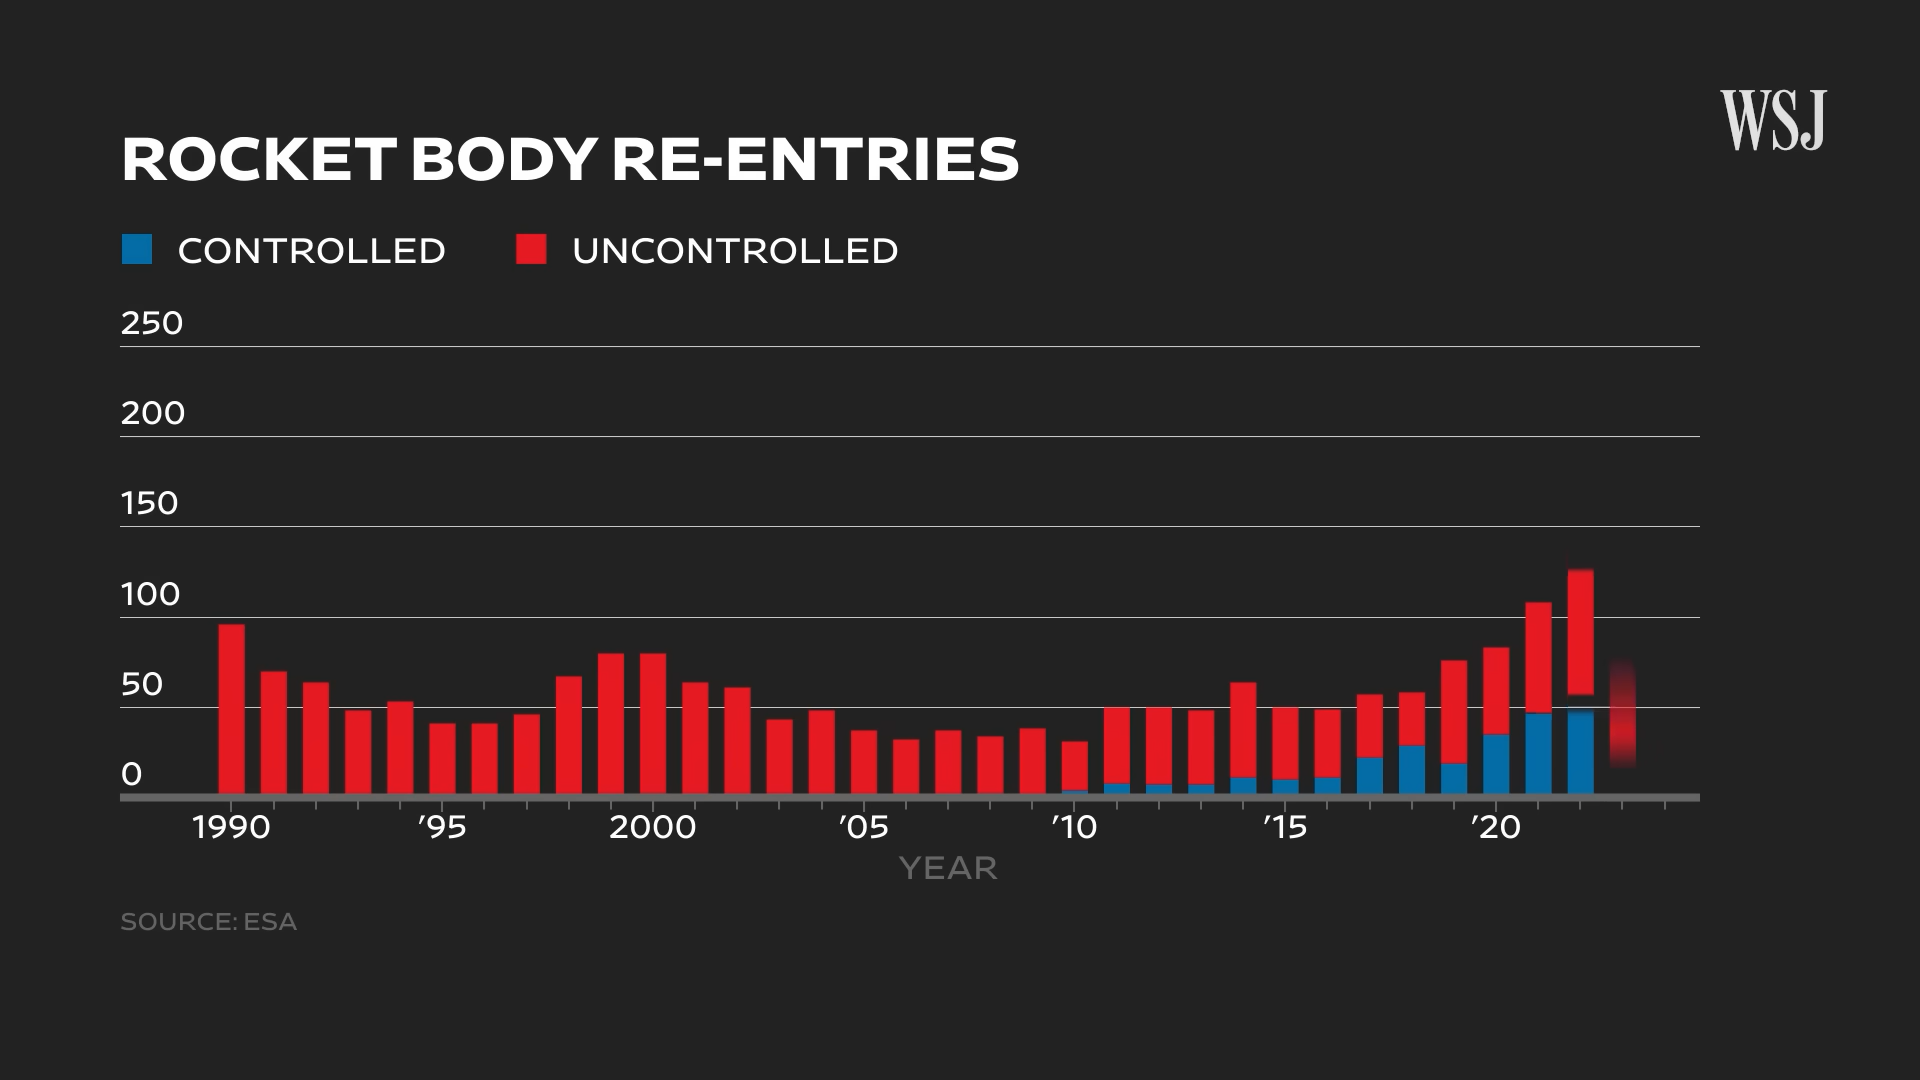 WSJ
ROCKET BODY RE-ENTRIES
CONTROLLED UNCONTROLLED
250
200
150
100
50
0
1990 ’95 2000 ’05 ’10 ’15 ’20
YEAR
SOURCE: ESA